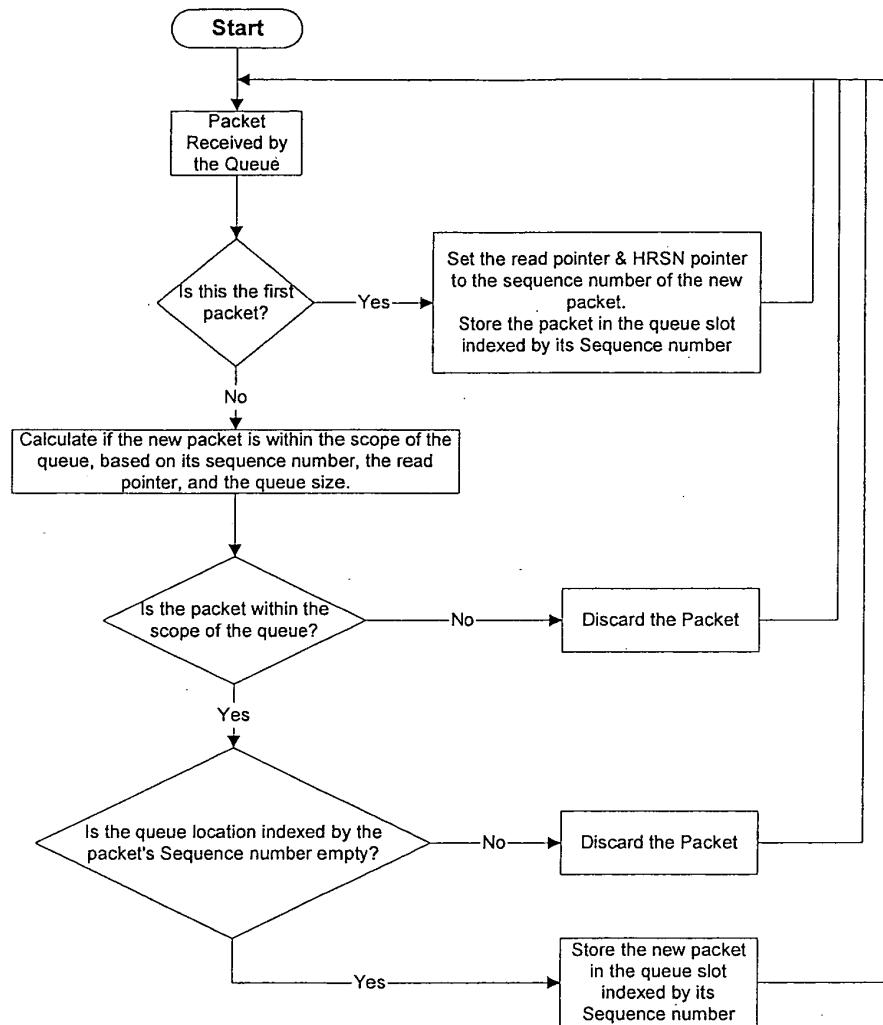 Start
Packet
Received by
the Queue
Is this the first
packet?
Yes
Set the read pointer & HRSN pointer
to the sequence number of the new
packet.
Store the packet in the queue slot
indexed by its Sequence number
No
Calculate if the new packet is within the scope of the
queue, based on its sequence number, the read
pointer, and the queue size.
Is the packet within the
scope of the queue?
No
Discard the Packet
Yes
Is the queue location indexed by the
packet's Sequence number empty?
No
Discard the Packet
Yes
Store the new packet
in the queue slot
indexed by its
Sequence number